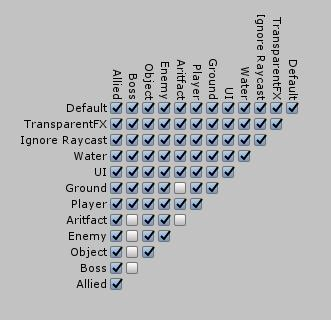 Allied
Boss
Object
Enemy
Aritfact
Player
Ground
UI
Water
Ignore Raycast
TransparentFX
Default
Default
TransparentFX
Ignore Raycast
Water
UI
Ground
Player
Aritfact
Enemy
Object
Boss
Allied